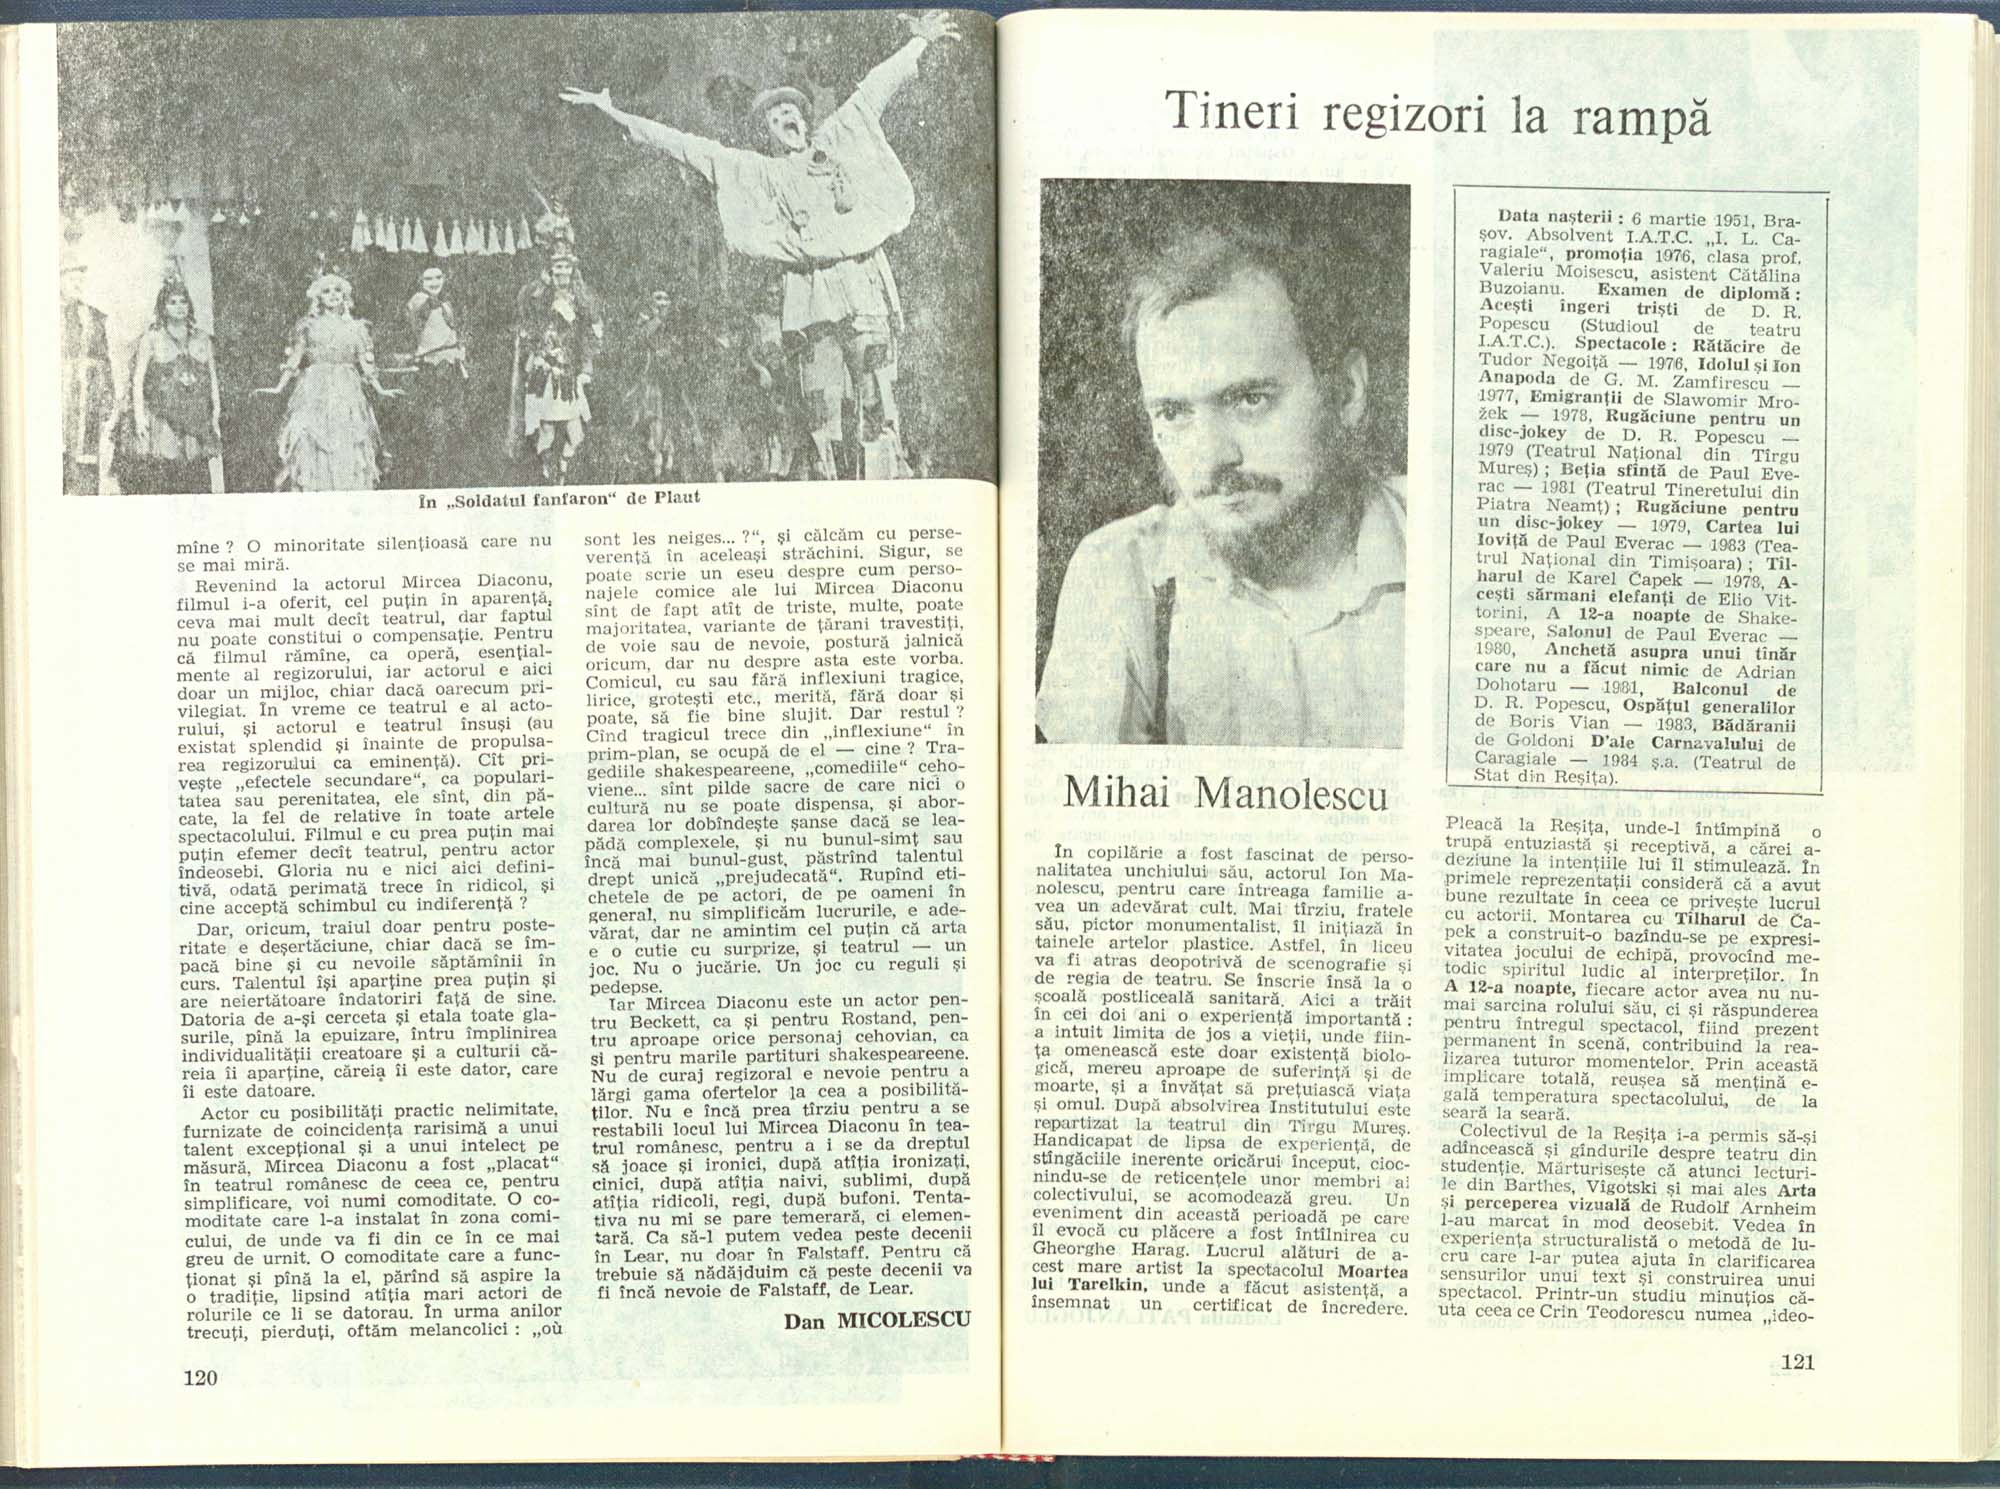 În „Soldatul fanfaron“ de Plaut
mîine ? O minoritate silențioasă care nu
se mai miră.
Revenind la actorul Mircea Diaconu,
filmul i-a oferit, cel puțin în aparență,
ceva mai mult decît teatrul, dar faptul
nu poate constitui o compensație. Pentru
că filmul rămîne, ca operă, esențial-
mente al regizorului, iar actorul e aici
doar un mijloc, chiar dacă oarecum pri-
vilegiat. În vreme ce teatrul e al acto-
rului, și actorul e teatrul însuși (au
existat splendid și înainte de propulsa-
rea regizorului ca eminență). Cît pri-
vește „efectele secundare“, ca populari-
tatea sau perenitatea, ele sînt, din pă-
cate, la fel de relative în toate artele
spectacolului. Filmul e cu prea puțin mai
puțin efemer decît teatrul, pentru actor
îndeosebi. Gloria nu e nici aici defini-
tivă, odată perimată trece în ridicol, și
cine acceptă schimbul cu indiferență ?
Dar, oricum, traiul doar pentru poste-
ritate e deșertăciune, chiar dacă se îm-
pacă bine și cu nevoile săptămînii în
curs. Talentul își aparține prea puțin și
are neiertătoare îndatoriri față de sine.
Datoria de a-și cerceta și etala toate gla-
surile, pînă la epuizare, întru împlinirea
individualității creatoare și a culturii că-
reia îi aparține, căreia îi este dator, care
îi este datoare.
Actor cu posibilități practic nelimitate,
furnizate de coincidența rarisimă a unui
talent excepțional și a unui intelect pe
măsură, Mircea Diaconu a fost „placat“
în teatrul românesc de ceea ce, pentru
simplificare, voi numi comoditate. O co-
moditate care l-a instalat în zona comi-
cului, de unde va fi din ce în ce mai
greu de urnit. O comoditate care a func-
ționat și pînă la el, părînd să aspire la
o tradiție, lipsind atîția mari actori de
rolurile ce li se datorau. În urma anilor
trecuți, pierduți, oftăm melancolici : „où
sont les neiges... ?“, și călcăm cu perse-
verență în aceleași străchini. Sigur, se
poate scrie un eseu despre cum perso-
najele comice ale lui Mircea Diaconu
sînt de fapt atît de triste, multe, poate
majoritatea, variante de țărani travestiți,
de voie sau de nevoie, postură jalnică
oricum, dar nu despre asta este vorba.
Comicul, cu sau fără inflexiuni tragice,
lirice, grotești etc., merită, fără doar și
poate, să fie bine slujit. Dar restul ?
Cînd tragicul trece din „inflexiune“ în
prim-plan, se ocupă de el — cine ? Tra-
gediile shakespeareene, „comediile“ ceho-
viene... sînt pilde sacre de care nici o
cultură nu se poate dispensa, și abor-
darea lor dobîndește șanse dacă se lea-
pădă complexele, și nu bunul-simț sau
încă mai bunul-gust, păstrînd talentul
drept unică „prejudecată“. Rupînd eti-
chetele de pe actori, de pe oameni în
general, nu simplificăm lucrurile, e ade-
vărat, dar ne amintim cel puțin că arta
e o cutie cu surprize, și teatrul — un
joc. Nu o jucărie. Un joc cu reguli și
pedepse.
Iar Mircea Diaconu este un actor pen-
tru Beckett, ca și pentru Rostand, pen-
tru aproape orice personaj cehovian, ca
și pentru marile partituri shakespeareene.
Nu de curaj regizoral e nevoie pentru a
lărgi gama ofertelor la cea a posibilită-
ților. Nu e încă prea tîrziu pentru a se
restabili locul lui Mircea Diaconu în tea-
trul românesc, pentru a i se da dreptul
să joace și ironici, după atîția ironizați,
cinici, după atîția naivi, sublimi, după
atîția ridicoli, regi, după bufoni. Tenta-
tiva nu mi se pare temerară, ci elemen-
tară. Ca să-l putem vedea peste decenii
în Lear, nu doar în Falstaff. Pentru că
trebuie să nădăjduim că peste decenii va
fi încă nevoie de Falstaff, de Lear.
Dan MICOLESCU
120
Tineri regizori la rampă
Data nașterii : 6 martie 1951, Bra-
șov. Absolvent I.A.T.C. „I. L. Ca-
ragiale“, promoția 1976, clasa prof.
Valeriu Moisescu, asistent Cătălina
Buzoianu. Examen de diplomă :
Acești îngeri triști de D. R.
Popescu (Studioul de teatru
I.A.T.C.). Spectacole : Rătăcire de
Tudor Negoiță — 1976, Idolul și Ion
Anapoda de G. M. Zamfirescu —
1977, Emigranții de Slawomir Mro-
žek — 1978, Rugăciune pentru un
disc-jokey de D. R. Popescu —
1979 (Teatrul Național din Tîrgu
Mureș) ; Beția sfîntă de Paul Eve-
rac — 1981 (Teatrul Tineretului din
Piatra Neamț) ; Rugăciune pentru
un disc-jokey — 1979, Cartea lui
Ioviță de Paul Everac — 1983 (Tea-
trul Național din Timișoara) ; Tîl-
harul de Karel Čapek — 1978, A-
cești sărmani elefanți de Elio Vit-
torini, A 12-a noapte de Shake-
speare, Salonul de Paul Everac —
1980, Anchetă asupra unui tînăr
care nu a făcut nimic de Adrian
Dohotaru — 1981, Balconul de
D. R. Popescu, Ospățul generalilor
de Boris Vian — 1983, Bădăranii
de Goldoni D'ale Carnavalului de
Caragiale — 1984 ș.a. (Teatrul de
Stat din Reșița).
Mihai Manolescu
În copilărie a fost fascinat de perso-
nalitatea unchiului său, actorul Ion Ma-
nolescu, pentru care întreaga familie a-
vea un adevărat cult. Mai tîrziu, fratele
său, pictor monumentalist, îl inițiază în
tainele artelor plastice. Astfel, în liceu
va fi atras deopotrivă de scenografie și
de regia de teatru. Se înscrie însă la o
școală postliceală sanitară. Aici a trăit
în cei doi ani o experiență importantă :
a intuit limita de jos a vieții, unde fiin-
ța omenească este doar existență biolo-
gică, mereu aproape de suferință și de
moarte, și a învățat să prețuiască viața
și omul. După absolvirea Institutului este
repartizat la teatrul din Tîrgu Mureș.
Handicapat de lipsa de experiență, de
stîngăciile inerente oricărui început, cioc-
nindu-se de reticențele unor membri ai
colectivului, se acomodează greu. Un
eveniment din această perioadă pe care
îl evocă cu plăcere a fost întîlnirea cu
Gheorghe Harag. Lucrul alături de a-
cest mare artist la spectacolul Moartea
lui Tarelkin, unde a făcut asistență, a
însemnat un certificat de încredere.
Pleacă la Reșița, unde-l întîmpină o
trupă entuziastă și receptivă, a cărei a-
deziune la intențiile lui îl stimulează. În
primele reprezentații consideră că a avut
bune rezultate în ceea ce privește lucrul
cu actorii. Montarea cu Tîlharul de Ča-
pek a construit-o bazîndu-se pe expresi-
vitatea jocului de echipă, provocînd me-
todic spiritul ludic al interpreților. În
A 12-a noapte, fiecare actor avea nu nu-
mai sarcina rolului său, ci și răspunderea
pentru întregul spectacol, fiind prezent
permanent în scenă, contribuind la rea-
lizarea tuturor momentelor. Prin această
implicare totală, reușea să mențină e-
gală temperatura spectacolului, de la
seară la seară.
Colectivul de la Reșița i-a permis să-și
adîncească și gîndurile despre teatru din
studenție. Mărturisește că atunci lecturi-
le din Barthes, Vîgotski și mai ales Arta
și perceperea vizuală de Rudolf Arnheim
l-au marcat în mod deosebit. Vedea în
experiența structuralistă o metodă de lu-
cru care l-ar putea ajuta în clarificarea
sensurilor unui text și construirea unui
spectacol. Printr-un studiu minuțios că-
uta ceea ce Crin Teodorescu numea „ideo-
121